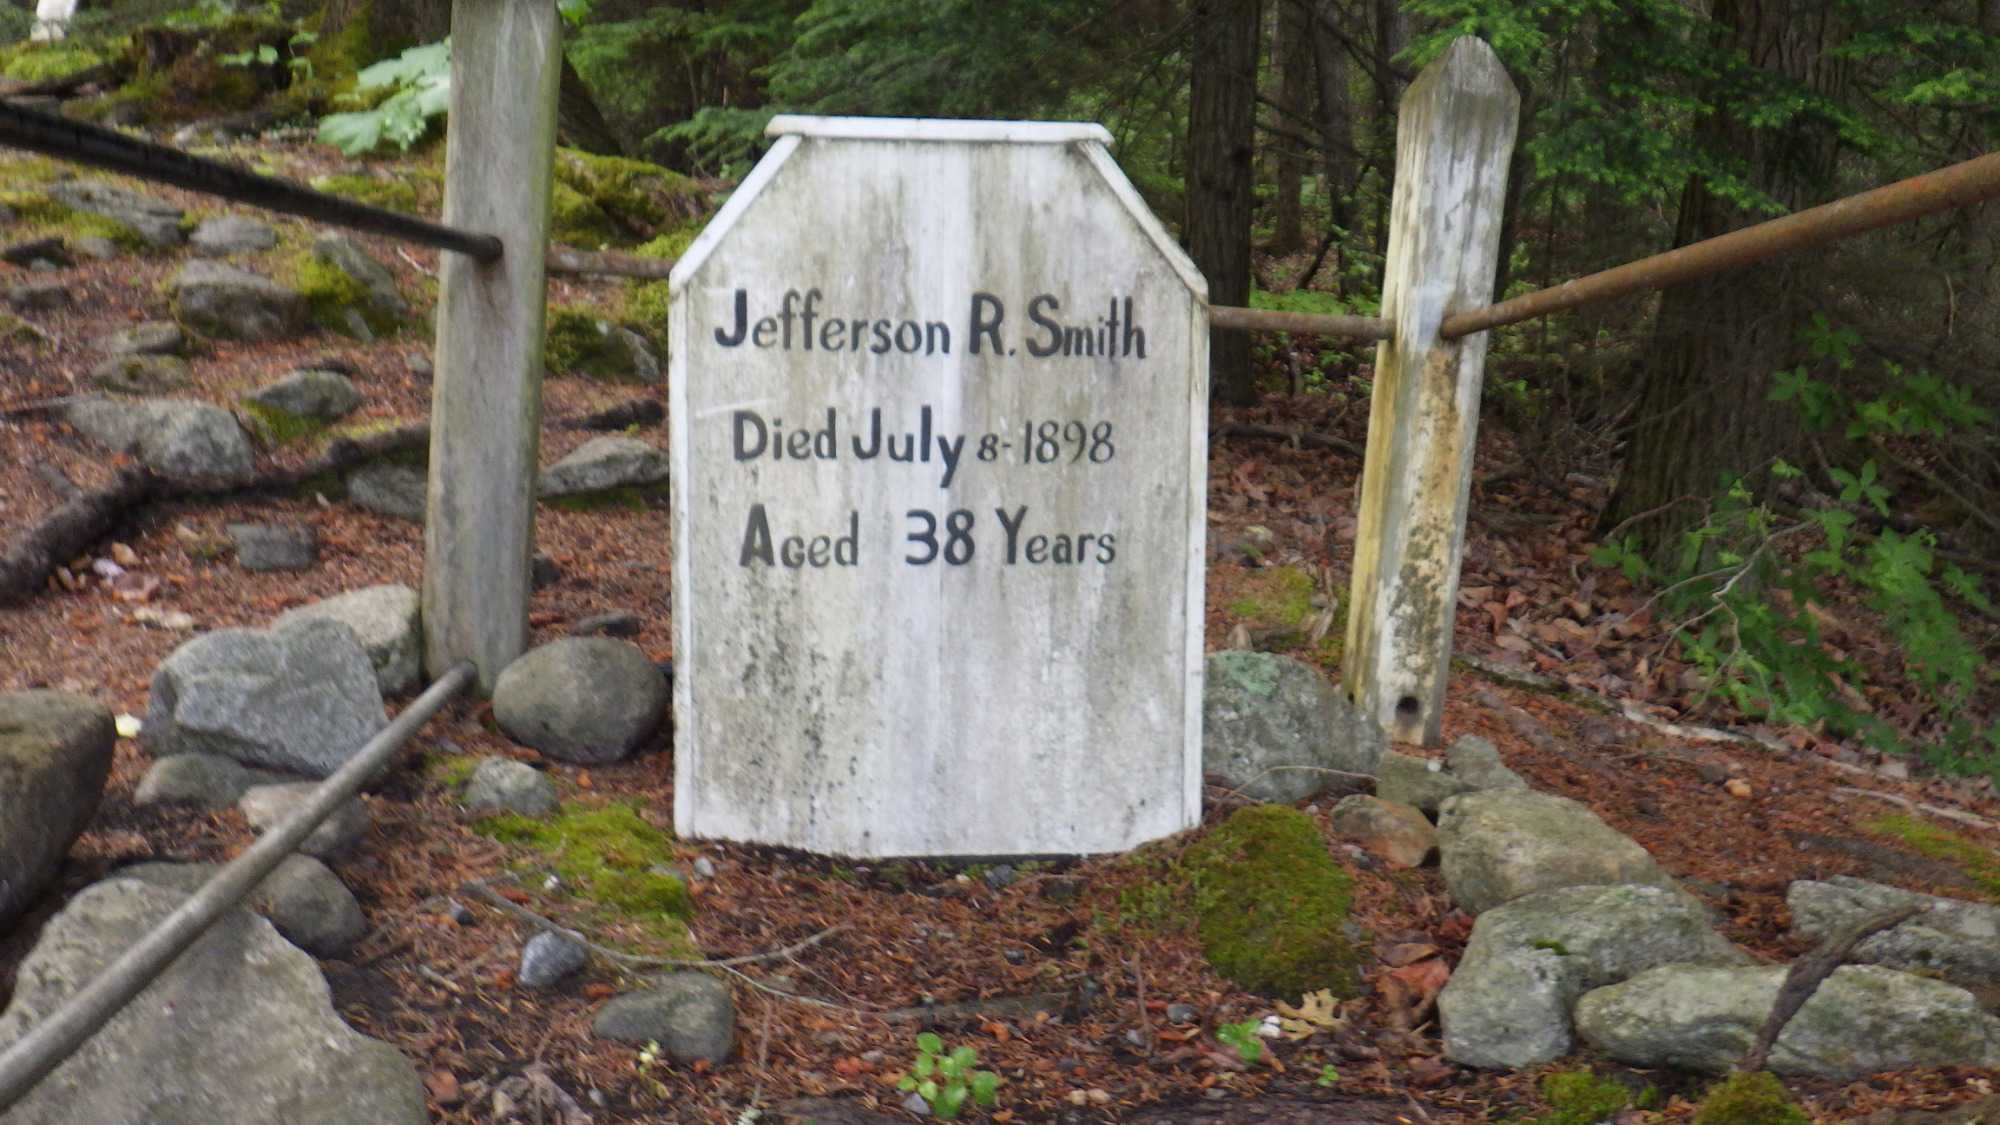 Jefferson R. Smith
Died July 8-1898
Aged 38 Years